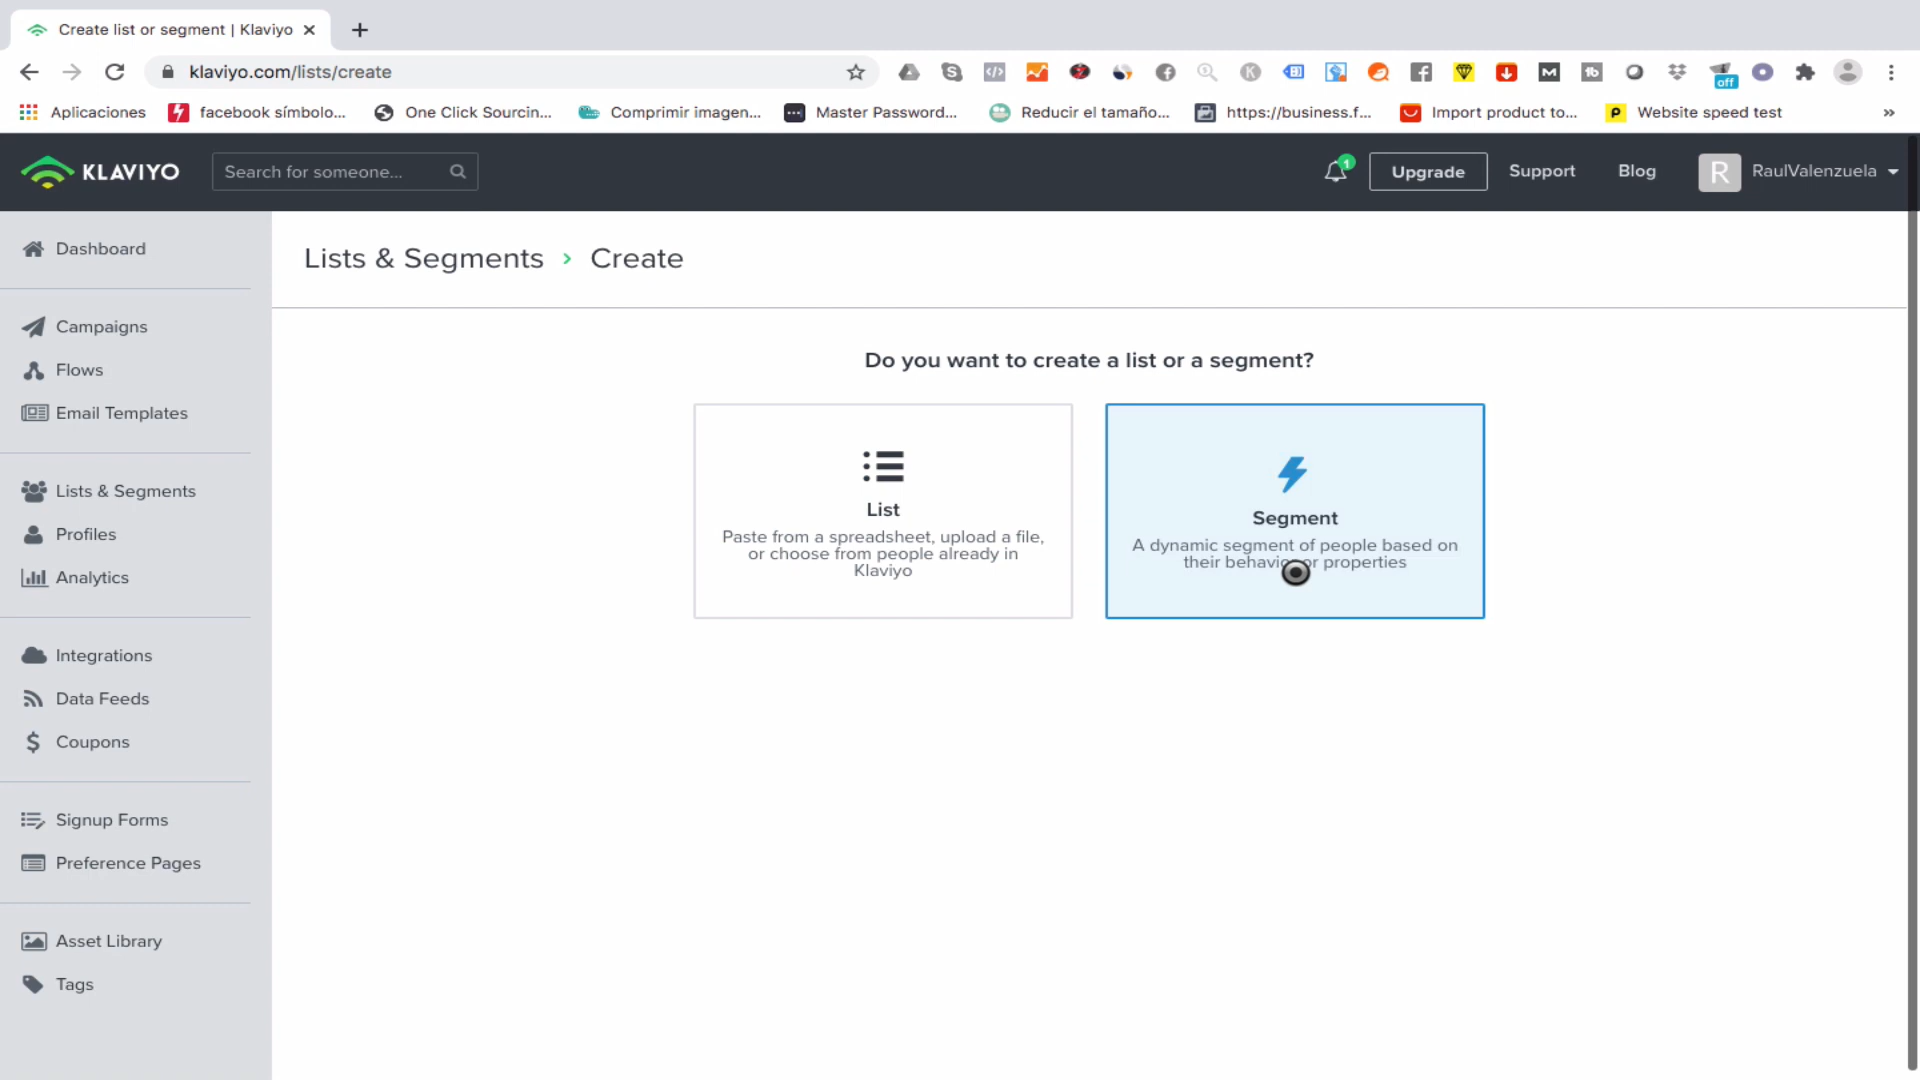 Create list or segment | Klaviyo
klaviyo.com/lists/create
off
Aplicaciones
facebook símbolo...
One Click Sourcin...
Comprimir imagen...
Master Password...
Reducir el tamaño...
https://business.f...
Import product to...
Website speed test
KLAVIYO
Search for someone...
1
Upgrade
Support
Blog
R
RaulValenzuela
Dashboard
Campaigns
Flows
Email Templates
Lists & Segments
Profiles
Analytics
Integrations
Data Feeds
Coupons
Signup Forms
Preference Pages
Asset Library
Tags
Lists & Segments > Create
Do you want to create a list or a segment?
List
Paste from a spreadsheet, upload a file,
or choose from people already in
Klaviyo
Segment
A dynamic segment of people based on
their behavior or properties